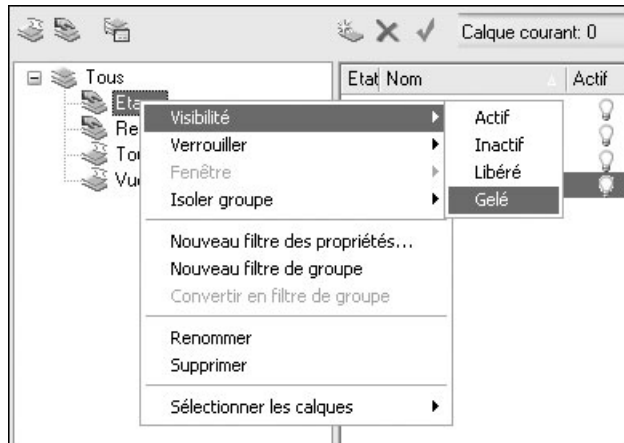 Calque courant: 0
Tous
Etat Nom Actif
Visibilité
Verrouiller
Fenêtre
Isoler groupe
Nouveau filtre des propriétés...
Nouveau filtre de groupe
Convertir en filtre de groupe
Renommer
Supprimer
Sélectionner les calques
Actif
Inactif
Libéré
Gelé